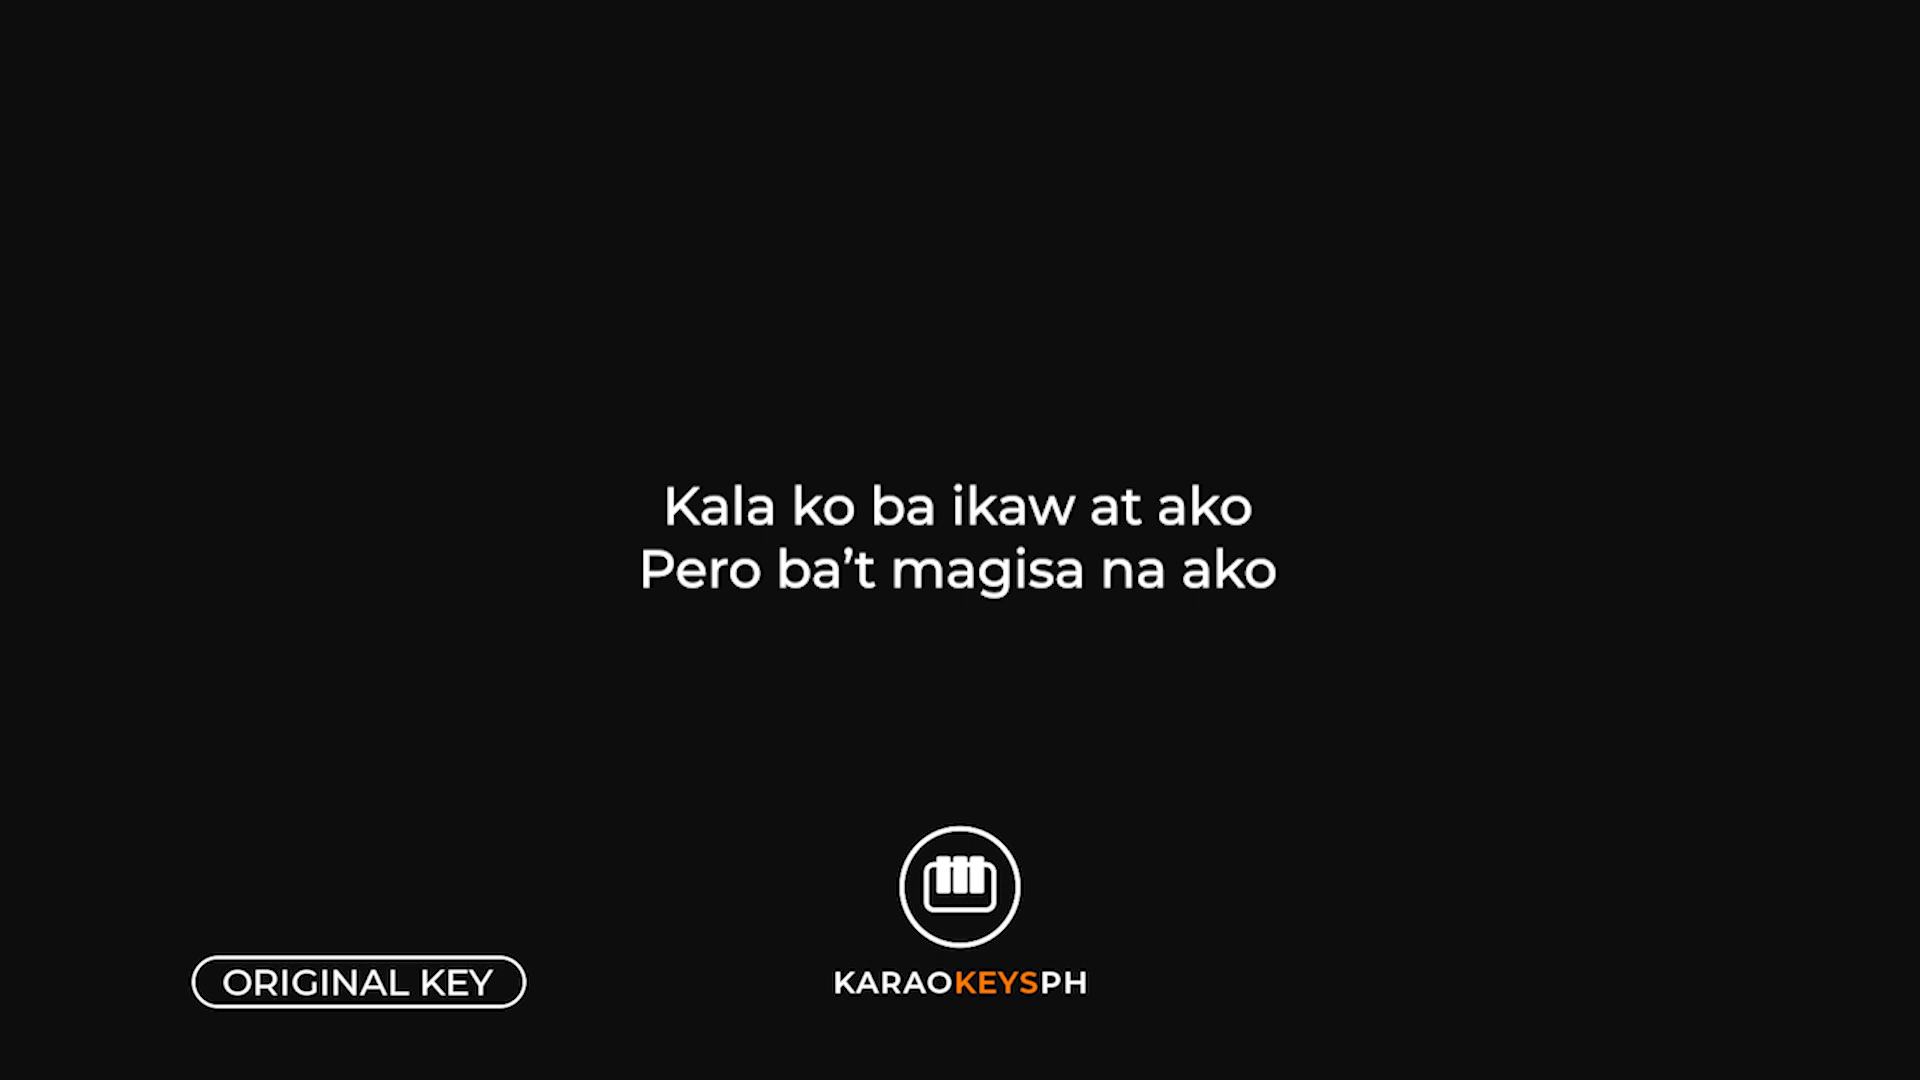 Kala ko ba ikaw at ako
Pero ba’t magisa na ako
ORIGINAL KEY
KARAOKEYSPH